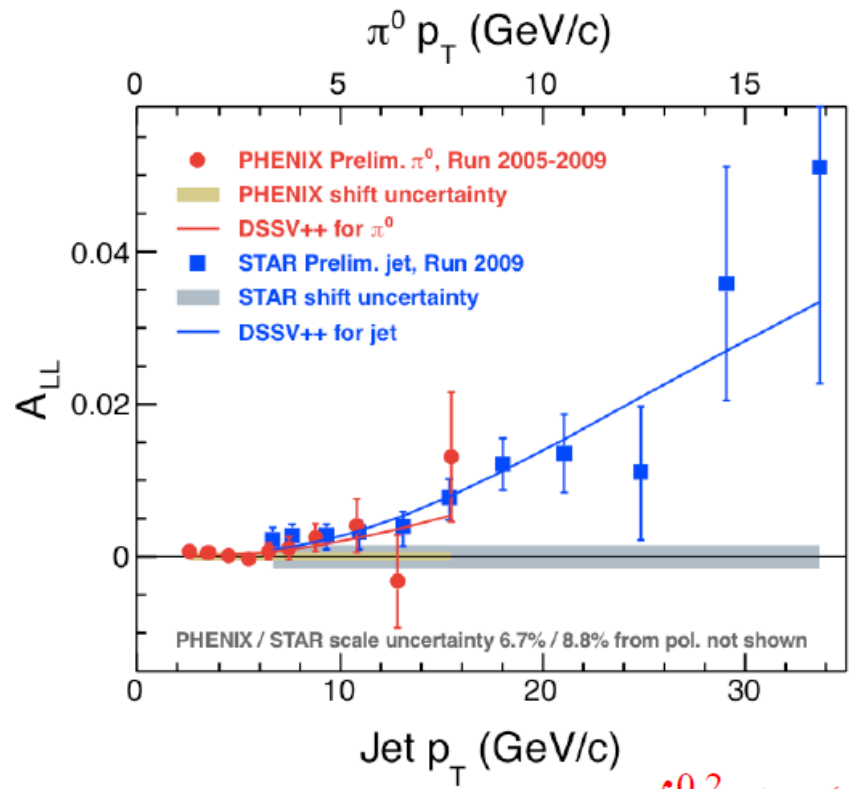 π⁰ p_T (GeV/c)
0 5 10 15
PHENIX Prelim. π⁰, Run 2005-2009
PHENIX shift uncertainty
DSSV++ for π⁰
STAR Prelim. jet, Run 2009
STAR shift uncertainty
DSSV++ for jet
0.04
A_LL
0.02
0
PHENIX / STAR scale uncertainty 6.7% / 8.8% from pol. not shown
0 10 20 30
Jet p_T (GeV/c)
0.2